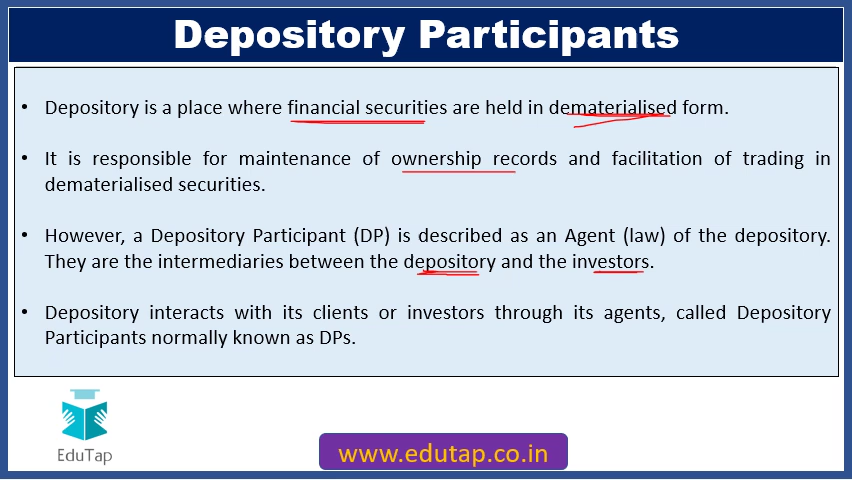 Depository Participants
• Depository is a place where financial securities are held in dematerialised form.
• It is responsible for maintenance of ownership records and facilitation of trading in
dematerialised securities.
• However, a Depository Participant (DP) is described as an Agent (law) of the depository.
They are the intermediaries between the depository and the investors.
• Depository interacts with its clients or investors through its agents, called Depository
Participants normally known as DPs.
EduTap
www.edutap.co.in